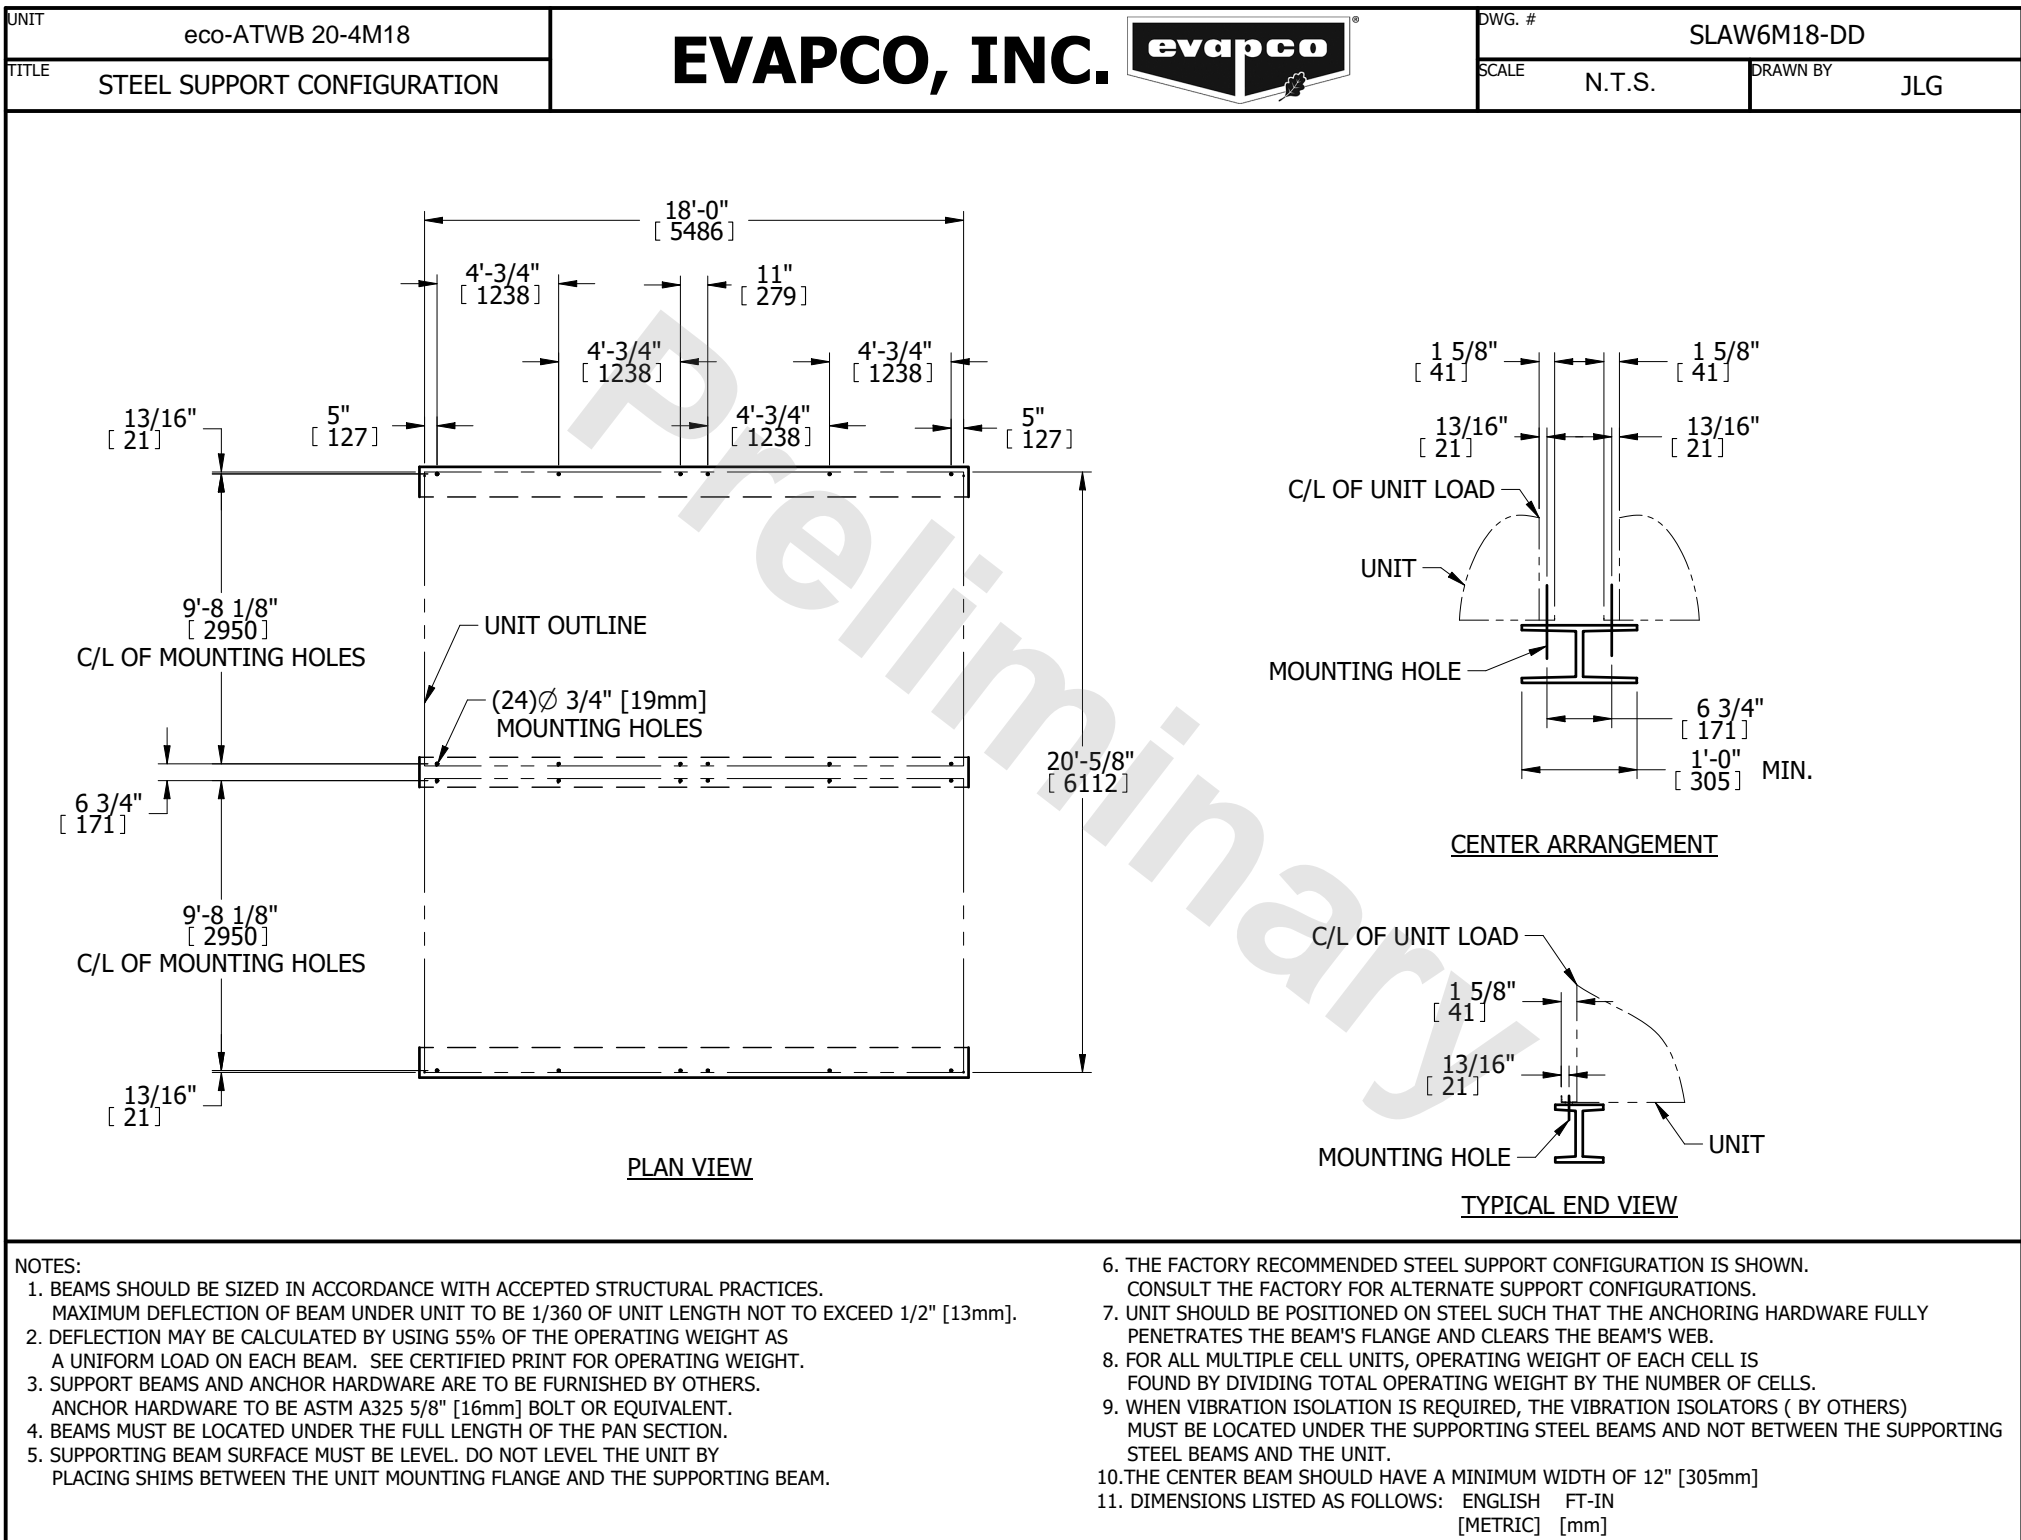 UNIT
eco-ATWB 20-4M18
TITLE
STEEL SUPPORT CONFIGURATION
EVAPCO, INC.
evapco
®
DWG. #
SLAW6M18-DD
SCALE
N.T.S.
DRAWN BY
JLG
18'-0"
[ 5486 ]
4'-3/4"
[ 1238 ]
11"
[ 279 ]
4'-3/4"
[ 1238 ]
4'-3/4"
[ 1238 ]
13/16"
[ 21 ]
5"
[ 127 ]
4'-3/4"
[ 1238 ]
5"
[ 127 ]
9'-8 1/8"
[ 2950 ]
C/L OF MOUNTING HOLES
UNIT OUTLINE
(24)Ø 3/4" [19mm]
MOUNTING HOLES
6 3/4"
[ 171 ]
20'-5/8"
[ 6112 ]
9'-8 1/8"
[ 2950 ]
C/L OF MOUNTING HOLES
13/16"
[ 21 ]
PLAN VIEW
Preliminary
1 5/8"
[ 41 ]
1 5/8"
[ 41 ]
13/16"
[ 21 ]
13/16"
[ 21 ]
C/L OF UNIT LOAD
UNIT
MOUNTING HOLE
6 3/4"
[ 171 ]
1'-0"
[ 305 ] MIN.
CENTER ARRANGEMENT
C/L OF UNIT LOAD
1 5/8"
[ 41 ]
13/16"
[ 21 ]
MOUNTING HOLE
UNIT
TYPICAL END VIEW
NOTES:
1. BEAMS SHOULD BE SIZED IN ACCORDANCE WITH ACCEPTED STRUCTURAL PRACTICES.
MAXIMUM DEFLECTION OF BEAM UNDER UNIT TO BE 1/360 OF UNIT LENGTH NOT TO EXCEED 1/2" [13mm].
2. DEFLECTION MAY BE CALCULATED BY USING 55% OF THE OPERATING WEIGHT AS
A UNIFORM LOAD ON EACH BEAM. SEE CERTIFIED PRINT FOR OPERATING WEIGHT.
3. SUPPORT BEAMS AND ANCHOR HARDWARE ARE TO BE FURNISHED BY OTHERS.
ANCHOR HARDWARE TO BE ASTM A325 5/8" [16mm] BOLT OR EQUIVALENT.
4. BEAMS MUST BE LOCATED UNDER THE FULL LENGTH OF THE PAN SECTION.
5. SUPPORTING BEAM SURFACE MUST BE LEVEL. DO NOT LEVEL THE UNIT BY
PLACING SHIMS BETWEEN THE UNIT MOUNTING FLANGE AND THE SUPPORTING BEAM.
6. THE FACTORY RECOMMENDED STEEL SUPPORT CONFIGURATION IS SHOWN.
CONSULT THE FACTORY FOR ALTERNATE SUPPORT CONFIGURATIONS.
7. UNIT SHOULD BE POSITIONED ON STEEL SUCH THAT THE ANCHORING HARDWARE FULLY
PENETRATES THE BEAM'S FLANGE AND CLEARS THE BEAM'S WEB.
8. FOR ALL MULTIPLE CELL UNITS, OPERATING WEIGHT OF EACH CELL IS
FOUND BY DIVIDING TOTAL OPERATING WEIGHT BY THE NUMBER OF CELLS.
9. WHEN VIBRATION ISOLATION IS REQUIRED, THE VIBRATION ISOLATORS ( BY OTHERS)
MUST BE LOCATED UNDER THE SUPPORTING STEEL BEAMS AND NOT BETWEEN THE SUPPORTING
STEEL BEAMS AND THE UNIT.
10.THE CENTER BEAM SHOULD HAVE A MINIMUM WIDTH OF 12" [305mm]
11. DIMENSIONS LISTED AS FOLLOWS: ENGLISH FT-IN
[METRIC] [mm]